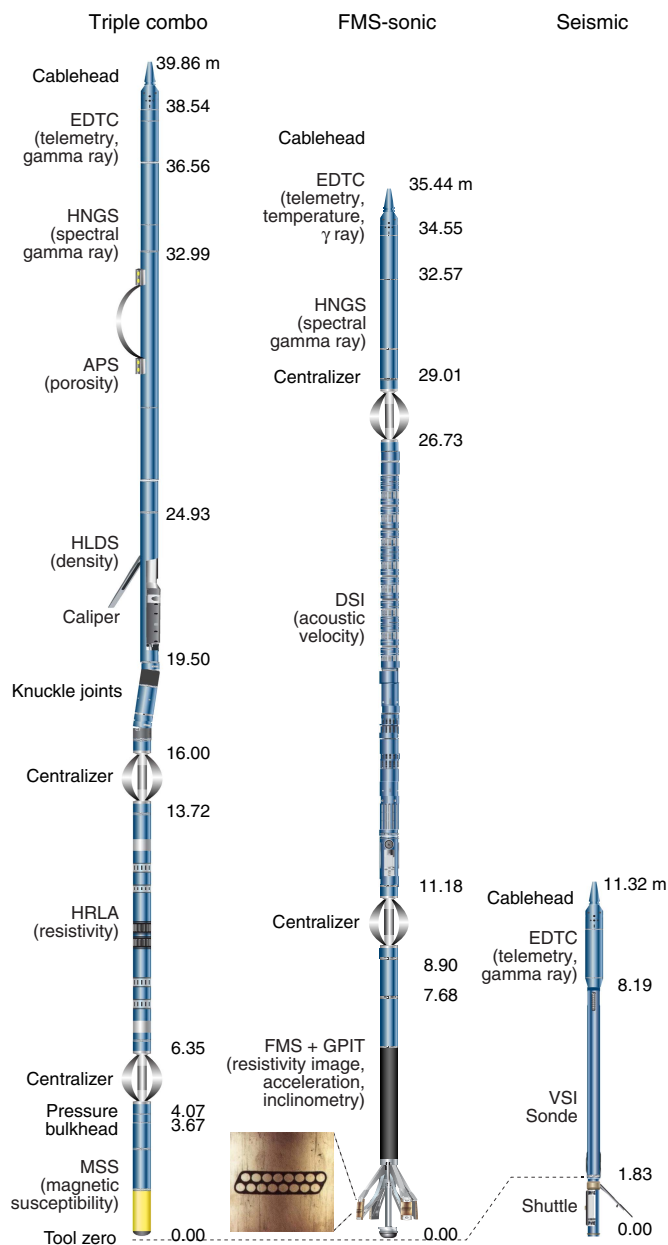 Triple combo
FMS-sonic
Seismic
39.86 m
Cablehead
38.54
EDTC
(telemetry,
gamma ray)
36.56
HNGS
(spectral
gamma ray)
32.99
APS
(porosity)
24.93
HLDS
(density)
Caliper
19.50
Knuckle joints
16.00
Centralizer
13.72
HRLA
(resistivity)
6.35
Centralizer
Pressure
bulkhead
4.07
3.67
MSS
(magnetic
susceptibility)
Tool zero
0.00
Cablehead
35.44 m
EDTC
(telemetry,
temperature,
γ ray)
34.55
32.57
HNGS
(spectral
gamma ray)
Centralizer
29.01
26.73
DSI
(acoustic
velocity)
11.18
Centralizer
8.90
7.68
FMS + GPIT
(resistivity image,
acceleration,
inclinometry)
0.00
11.32 m
Cablehead
EDTC
(telemetry,
gamma ray)
8.19
VSI
Sonde
1.83
Shuttle
0.00